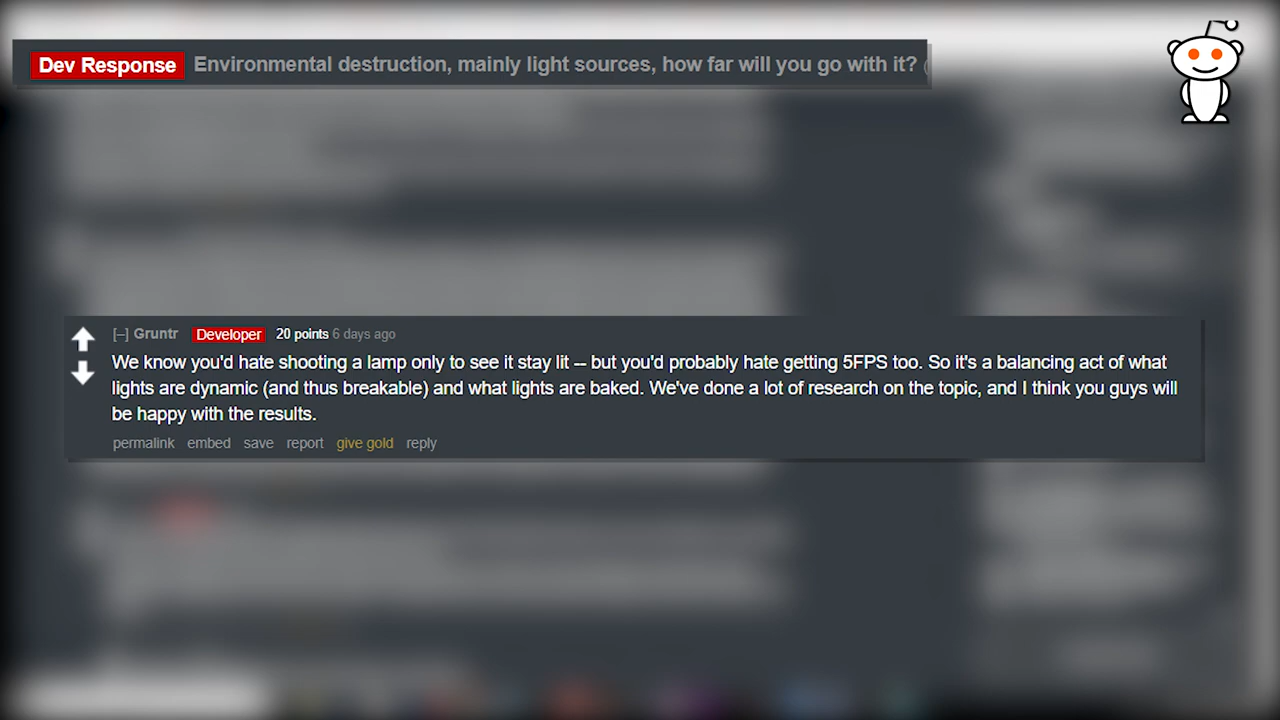 Dev Response Environmental destruction, mainly light sources, how far will you go with it? (
[–] Gruntr Developer 20 points 6 days ago
We know you'd hate shooting a lamp only to see it stay lit -- but you'd probably hate getting 5FPS too. So it's a balancing act of what
lights are dynamic (and thus breakable) and what lights are baked. We've done a lot of research on the topic, and I think you guys will
be happy with the results.
permalink embed save report give gold reply